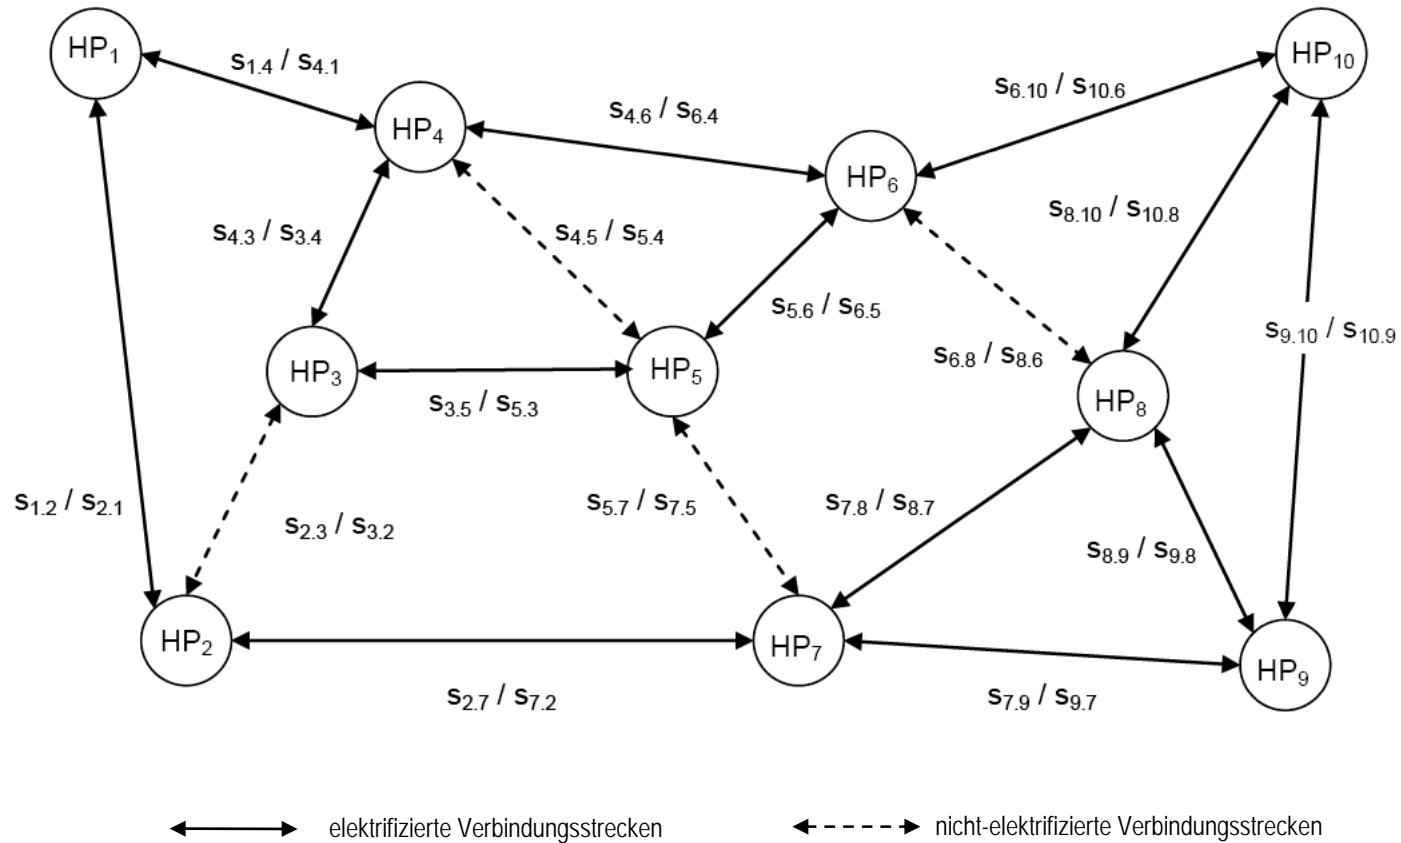 HP1
HP10
s1.4 / s4.1
s6.10 / s10.6
s4.6 / s6.4
HP4
HP6
s8.10 / s10.8
s4.3 / s3.4
s4.5 / s5.4
s5.6 / s6.5
s9.10 / s10.9
s6.8 / s8.6
HP3
HP5
s3.5 / s5.3
HP8
s1.2 / s2.1
s2.3 / s3.2
s5.7 / s7.5
s7.8 / s8.7
s8.9 / s9.8
HP2
HP7
HP9
s2.7 / s7.2
s7.9 / s9.7
elektrifizierte Verbindungsstrecken
nicht-elektrifizierte Verbindungsstrecken